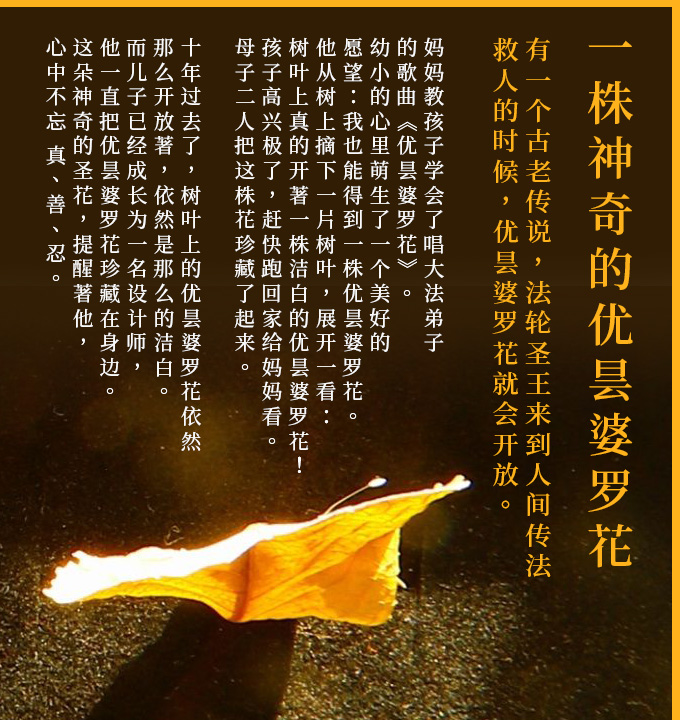 一株神奇的优昙婆罗花
有一个古老传说，法轮圣王来到人间传法
救人的时候，优昙婆罗花就会开放。
妈妈教孩子学会了唱大法弟子
的歌曲《优昙婆罗花》。
幼小的心里萌生了一个美好的
愿望：我也能得到一株优昙婆罗花。
他从树上摘下一片树叶，展开一看：
树叶上真的开著一株洁白的优昙婆罗花！
孩子高兴极了，赶快跑回家给妈妈看。
母子二人把这株花珍藏了起来。
十年过去了，树叶上的优昙婆罗花依然
那么开放著，依然是那么的洁白。
而儿子已经成长为一名设计师，
他一直把优昙婆罗花珍藏在身边。
这朵神奇的圣花，提醒著他，
心中不忘 真、善、忍。